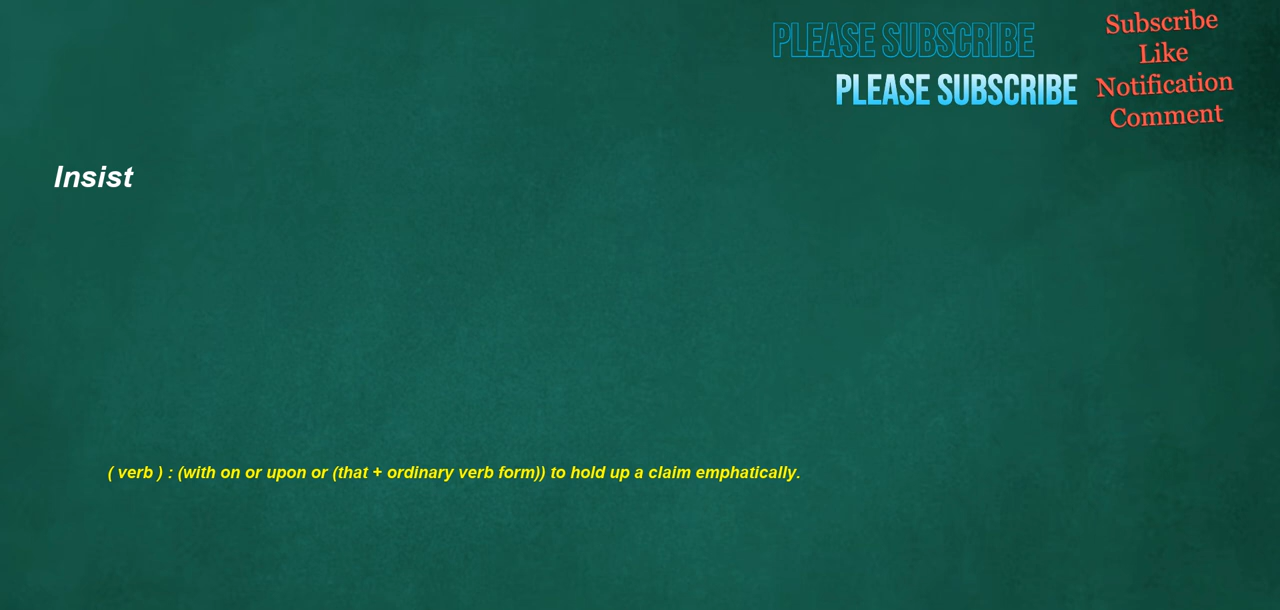 PLEASE SUBSCRIBE
PLEASE SUBSCRIBE
Subscribe
Like
Notification
Comment
Insist
( verb ) : (with on or upon or (that + ordinary verb form)) to hold up a claim emphatically.